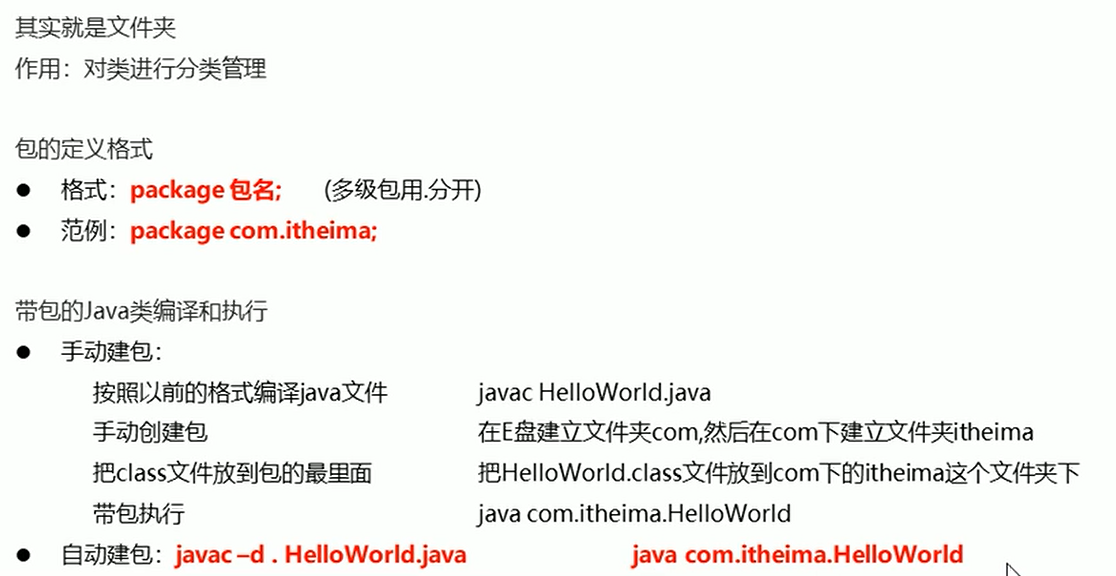 其实就是文件夹
作用：对类进行分类管理
包的定义格式
● 格式：package 包名; (多级包用.分开)
● 范例：package com.itheima;
带包的Java类编译和执行
● 手动建包：
按照以前的格式编译java文件 javac HelloWorld.java
手动创建包 在E盘建立文件夹com,然后在com下建立文件夹itheima
把class文件放到包的最里面 把HelloWorld.class文件放到com下的itheima这个文件夹下
带包执行 java com.itheima.HelloWorld
● 自动建包：javac –d . HelloWorld.java java com.itheima.HelloWorld